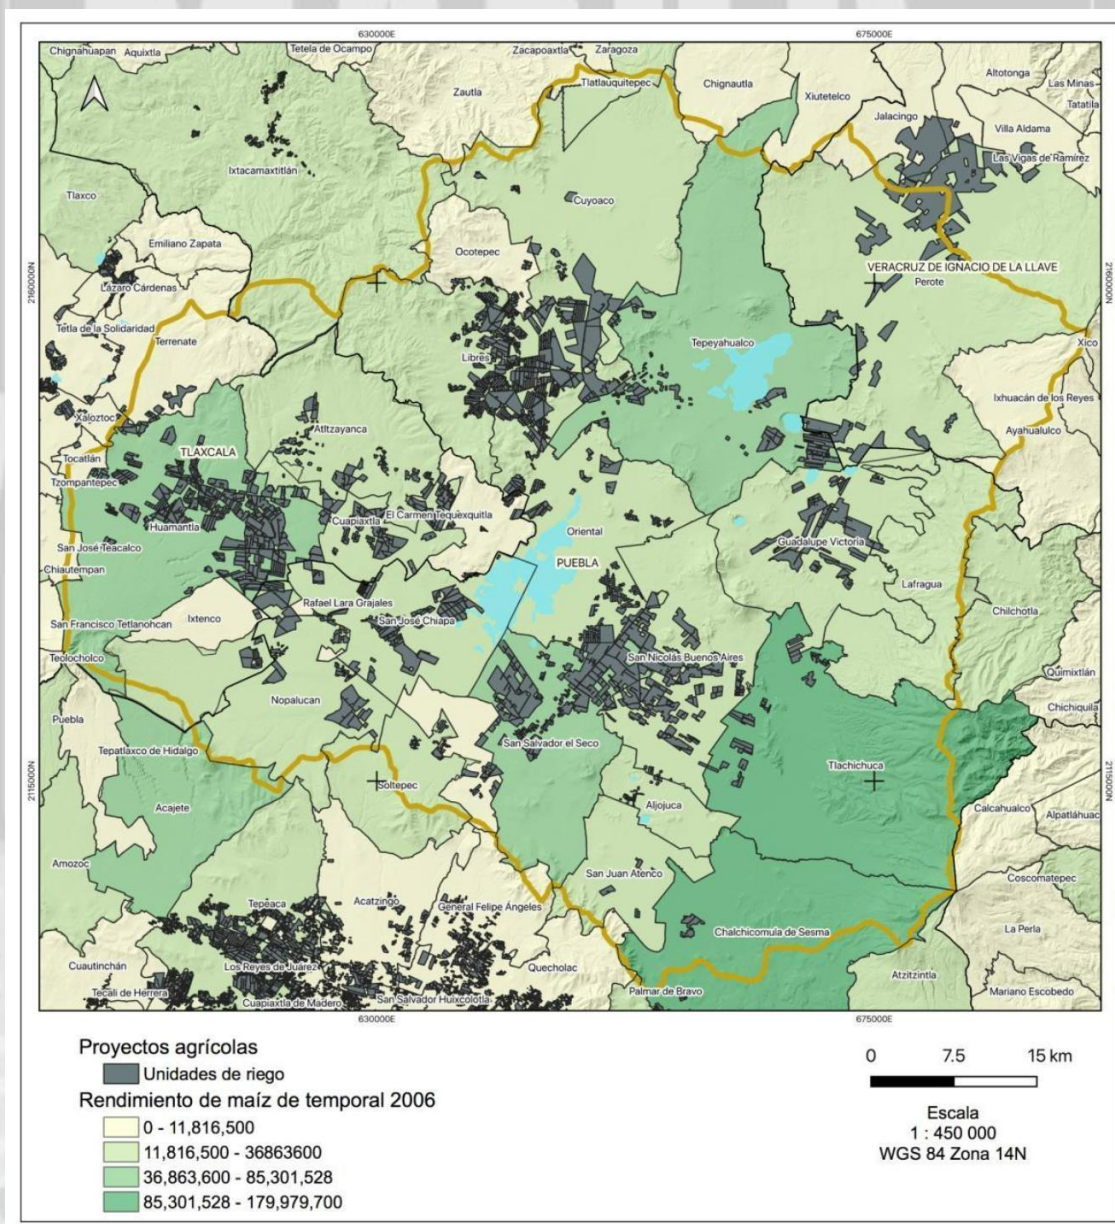 630000E
675000E
Chignahuapan
Aquixtla
Tetela de Ocampo
Zacapoaxtla
Zaragoza
Tlatlauquitepec
Chignautla
Xiutetelco
Altotonga
Las Minas
Tatatila
Zautla
Jalacingo
Villa Aldama
Las Vigas de Ramírez
Ixtacamaxtitlán
Tlaxco
Cuyoaco
Emiliano Zapata
Ocotepec
VERACRUZ DE IGNACIO DE LA LLAVE
Perote
2160000N
2160000N
Lázaro Cárdenas
Tetla de la Solidaridad
Terrenate
Libres
Tepeyahualco
Xico
Xaloztoc
Atltzayanca
Ixhuacán de los Reyes
Ayahualulco
Tocatlán
TLAXCALA
Tzompantepec
Huamantla
Cuapiaxtla
El Carmen Tequexquitla
Oriental
Guadalupe Victoria
San José Teacalco
Chiautempan
PUEBLA
Lafragua
Rafael Lara Grajales
San José Chiapa
Chilchotla
San Francisco Tetlanohcan
Ixtenco
Teolocholco
San Nicolás Buenos Aires
Quimixtlán
Nopalucan
Chichiquila
Puebla
Tepatlaxco de Hidalgo
San Salvador el Seco
Tlachichuca
2115000N
2115000N
Soltepec
Acajete
Aljojuca
Calcahualco
Alpatláhuac
Amozoc
San Juan Atenco
Coscomatepec
Tepeaca
Acatzingo
General Felipe Ángeles
Chalchicomula de Sesma
La Perla
Cuautinchán
Los Reyes de Juárez
Quecholac
Atzitzintla
Tecali de Herrera
Cuapiaxtla de Madero
San Salvador Huixcolotla
Palmar de Bravo
Mariano Escobedo
630000E
675000E
Proyectos agrícolas
Unidades de riego
Rendimiento de maíz de temporal 2006
0 - 11,816,500
11,816,500 - 36863600
36,863,600 - 85,301,528
85,301,528 - 179,979,700
0 7.5 15 km
Escala
1 : 450 000
WGS 84 Zona 14N